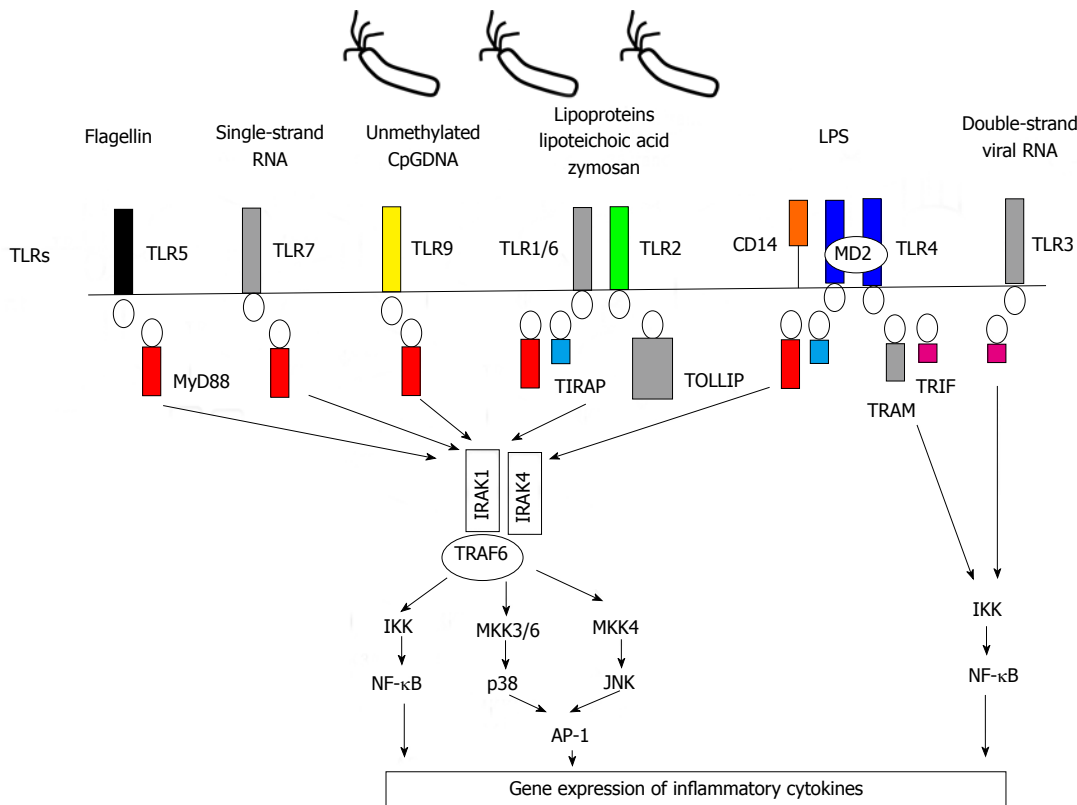 Flagellin
Single-strand
RNA
Unmethylated
CpGDNA
Lipoproteins
lipoteichoic acid
zymosan
LPS
Double-strand
viral RNA
TLRs
TLR5
TLR7
TLR9
TLR1/6
TLR2
CD14
MD2
TLR4
TLR3
MyD88
TIRAP
TOLLIP
TRAM
TRIF
IRAK1
IRAK4
TRAF6
IKK
MKK3/6
MKK4
IKK
NF-κB
p38
JNK
NF-κB
AP-1
Gene expression of inflammatory cytokines